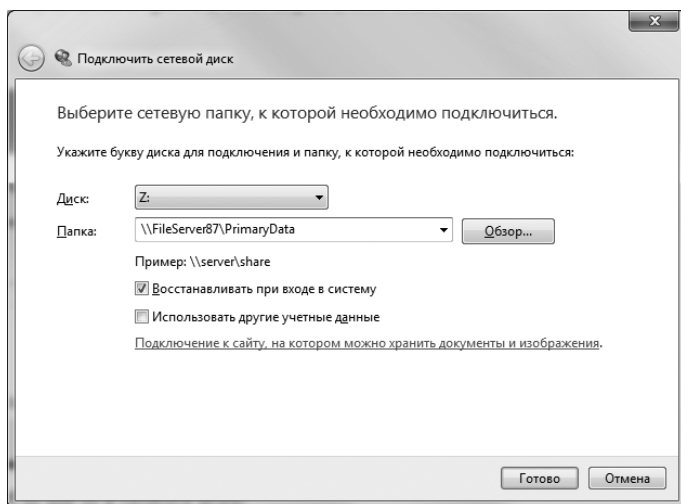 Подключить сетевой диск
Выберите сетевую папку, к которой необходимо подключиться.
Укажите букву диска для подключения и папку, к которой необходимо подключиться:
Диск: Z:
Папка: \\FileServer87\PrimaryData Обзор...
Пример: \\server\share
Восстанавливать при входе в систему
Использовать другие учетные данные
Подключение к сайту, на котором можно хранить документы и изображения.
Готово Отмена